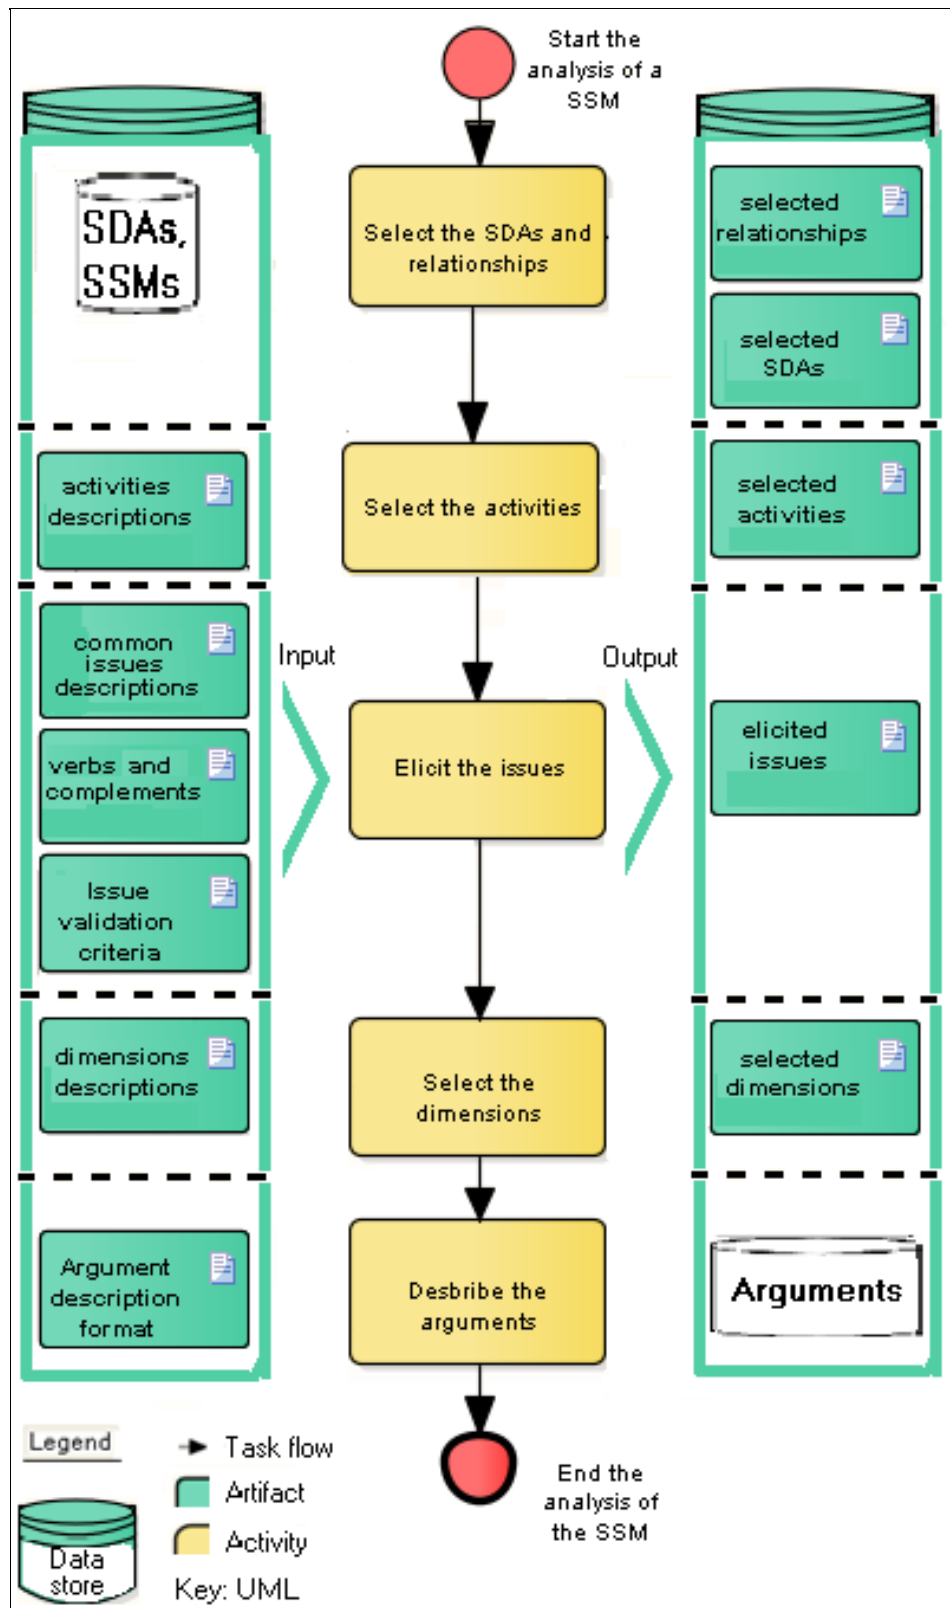 Start the
analysis of a
SSM
SDAs,
SSMs
Select the SDAs and
relationships
selected
relationships
selected
SDAs
activities
descriptions
Select the activities
selected
activities
common
issues
descriptions
verbs and
complements
Issue
validation
criteria
Input
Elicit the issues
Output
elicited
issues
dimensions
descriptions
Select the
dimensions
selected
dimensions
Argument
description
format
Desbribe the
arguments
Arguments
End the
analysis of
the SSM
Legend
Task flow
Artifact
Activity
Data
store
Key: UML